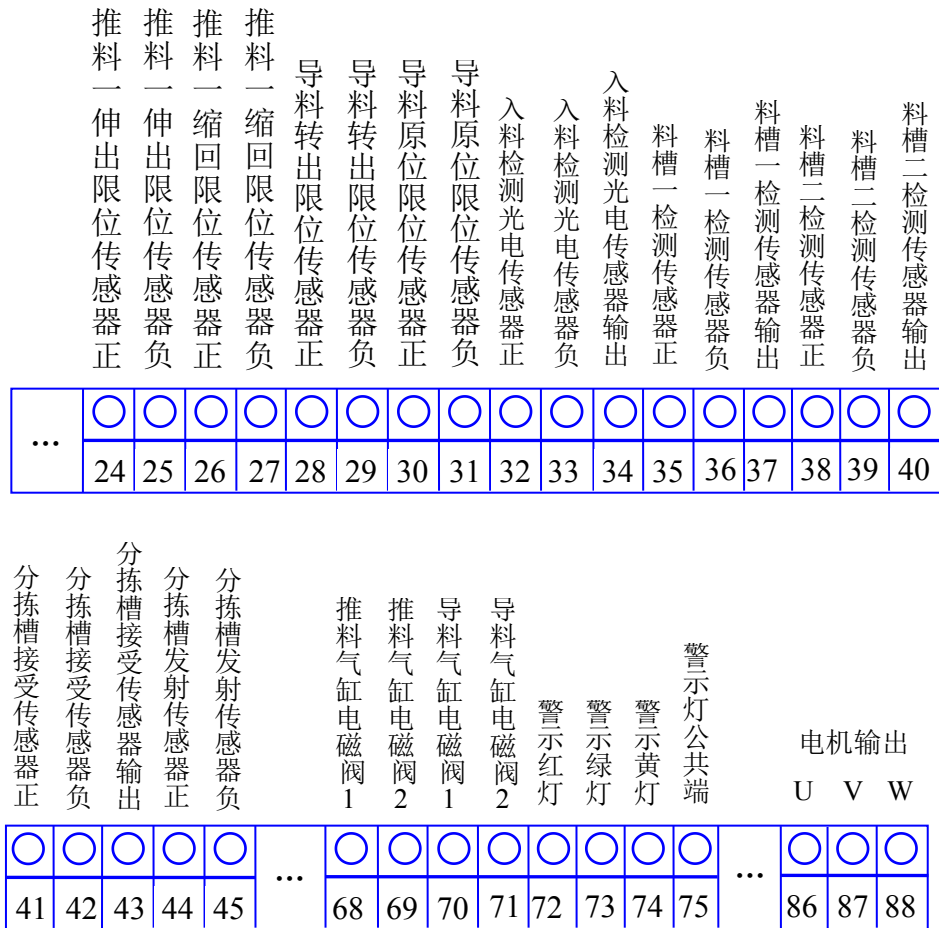 推料一伸出限位传感器正
推料一伸出限位传感器负
推料一缩回限位传感器正
推料一缩回限位传感器负
导料转出限位传感器正
导料转出限位传感器负
导料原位限位传感器正
导料原位限位传感器负
入料检测光电传感器正
入料检测光电传感器负
入料检测光电传感器输出
料槽一检测传感器正
料槽一检测传感器负
料槽一检测传感器输出
料槽二检测传感器正
料槽二检测传感器负
料槽二检测传感器输出
... 24 25 26 27 28 29 30 31 32 33 34 35 36 37 38 39 40
分拣槽接受传感器正
分拣槽接受传感器负
分拣槽接受传感器输出
分拣槽发射传感器正
分拣槽发射传感器负
推料气缸电磁阀1
推料气缸电磁阀2
导料气缸电磁阀1
导料气缸电磁阀2
警示红灯
警示绿灯
警示黄灯
警示灯公共端
电机输出
U V W
41 42 43 44 45 ... 68 69 70 71 72 73 74 75 ... 86 87 88